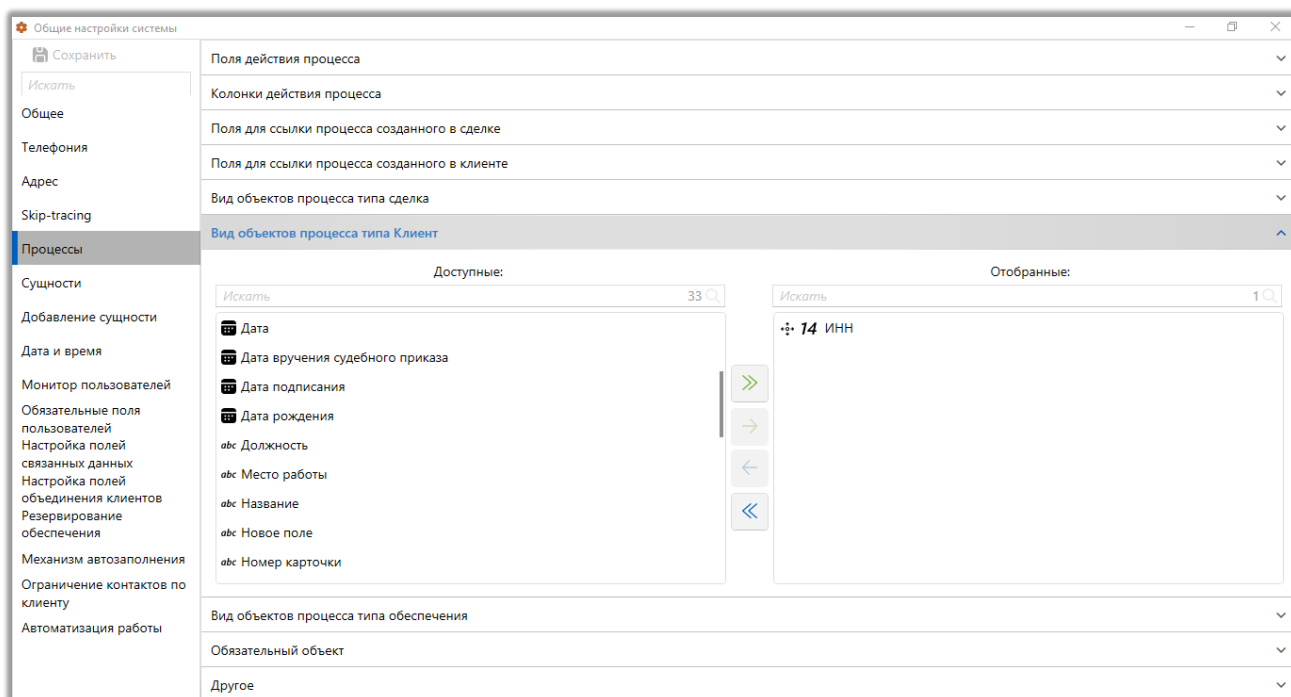 Общие настройки системы
Сохранить
Искать
Общее
Телефония
Адрес
Skip-tracing
Процессы
Сущности
Добавление сущности
Дата и время
Монитор пользователей
Обязательные поля
пользователей
Настройка полей
связанных данных
Настройка полей
объединения клиентов
Резервирование
обеспечения
Механизм автозаполнения
Ограничение контактов по
клиенту
Автоматизация работы
Поля действия процесса
Колонки действия процесса
Поля для ссылки процесса созданного в сделке
Поля для ссылки процесса созданного в клиенте
Вид объектов процесса типа сделка
Вид объектов процесса типа Клиент
Доступные:
Искать 33
Дата
Дата вручения судебного приказа
Дата подписания
Дата рождения
abc Должность
abc Место работы
abc Название
abc Новое поле
abc Номер карточки
Отобранные:
Искать 1
14 ИНН
Вид объектов процесса типа обеспечения
Обязательный объект
Другое